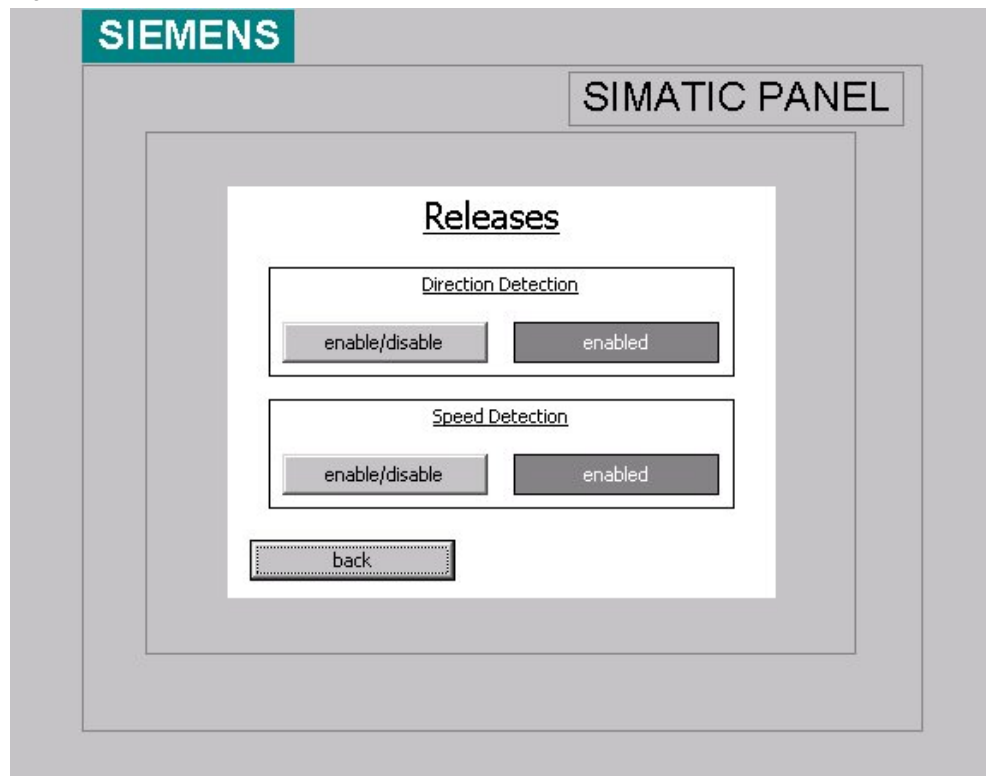 SIEMENS
SIMATIC PANEL
Releases
Direction Detection
enable/disable enabled
Speed Detection
enable/disable enabled
back